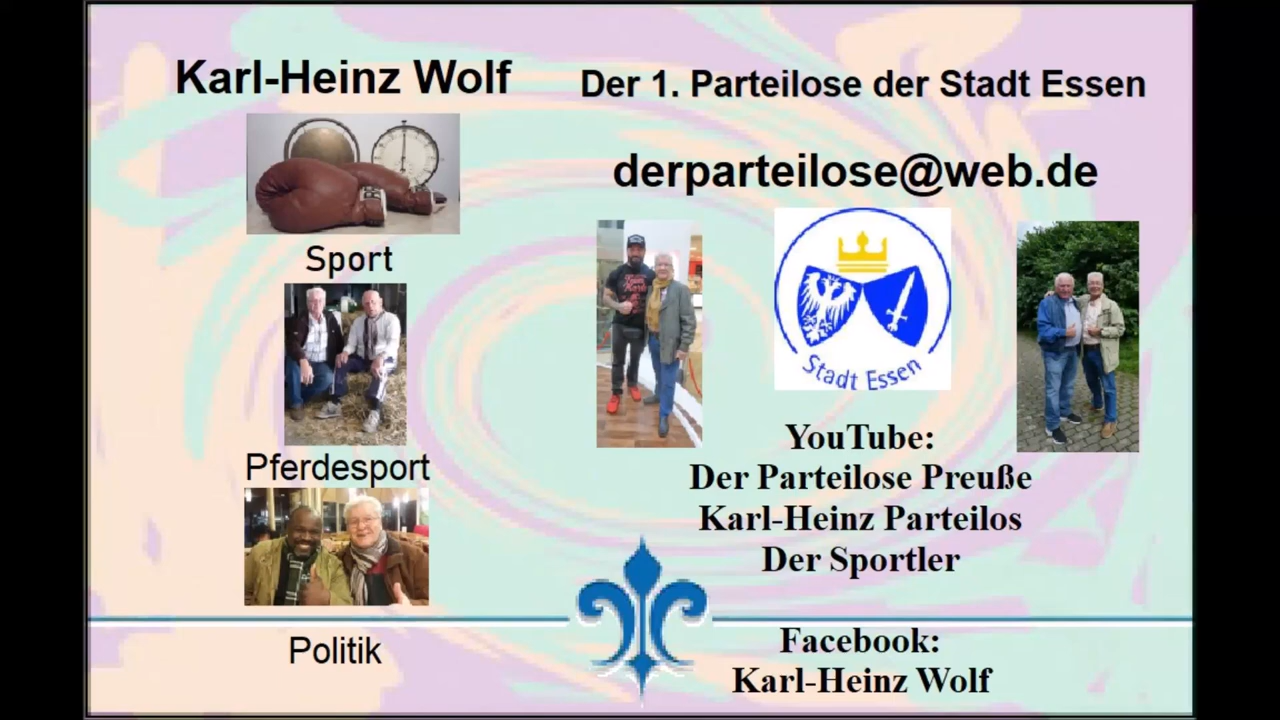 Karl-Heinz Wolf
Der 1. Parteilose der Stadt Essen
derparteilose@web.de
Sport
Pferdesport
Politik
Stadt Essen
YouTube:
Der Parteilose Preuße
Karl-Heinz Parteilos
Der Sportler
Facebook:
Karl-Heinz Wolf